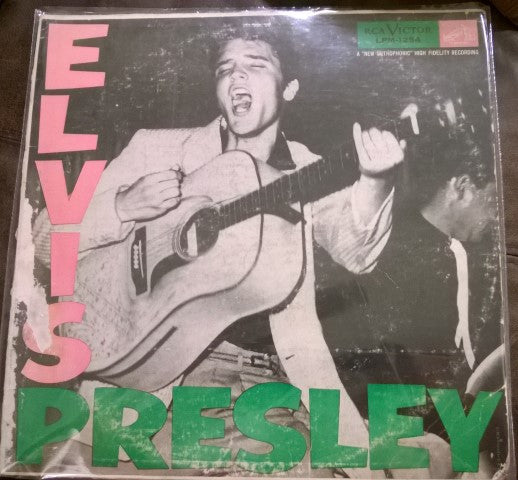 ELVIS
PRESLEY
RCA VICTOR
LPM-1254
A "NEW ORTHOPHONIC" HIGH FIDELITY RECORDING